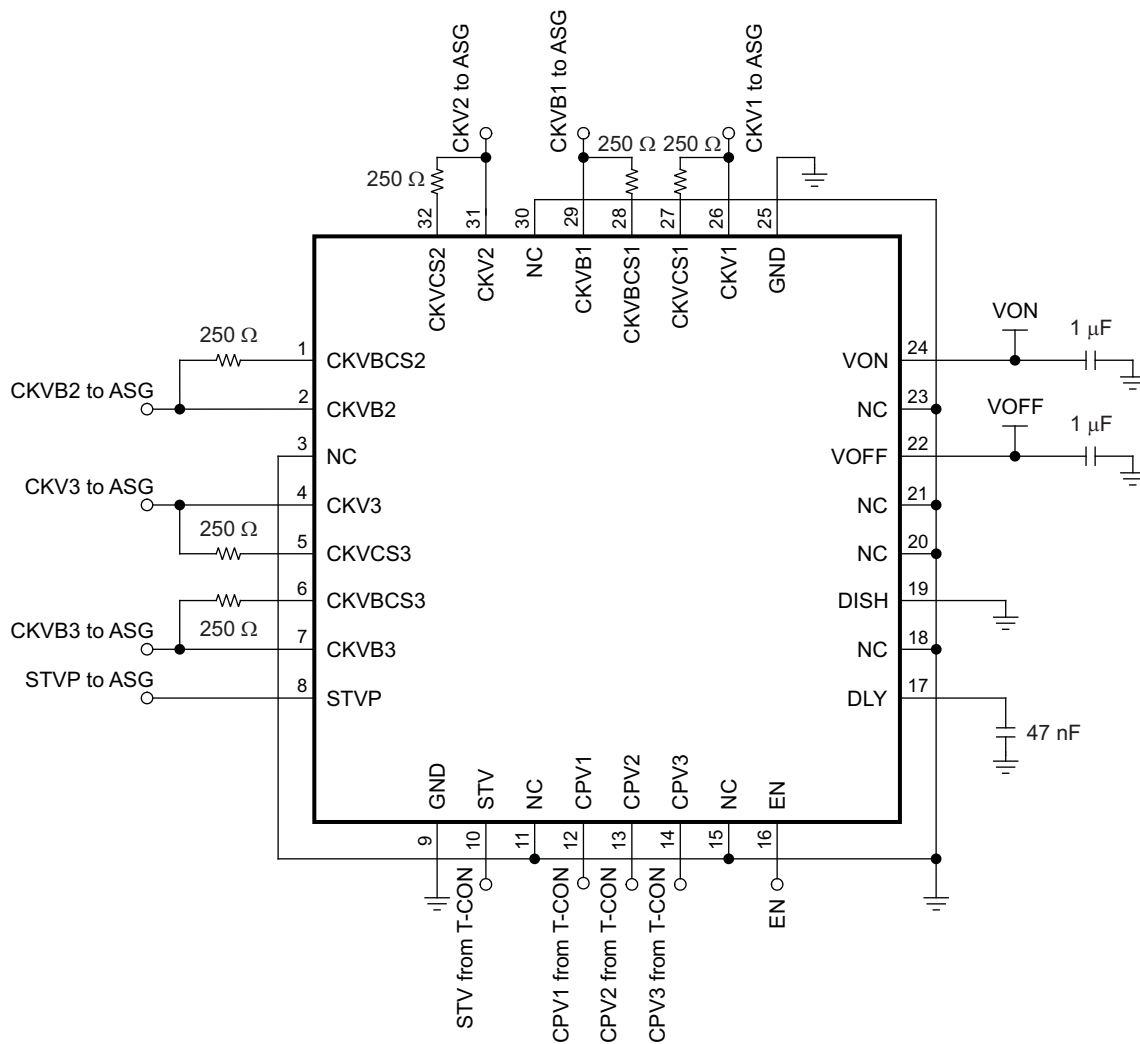 CKV2 to ASG
CKVB1 to ASG
CKV1 to ASG
250 Ω
250 Ω
250 Ω
32
31
30
29
28
27
26
25
CKVCS2
CKV2
NC
CKVB1
CKVBCS1
CKVCS1
CKV1
GND
250 Ω
1
CKVBCS2
CKVB2 to ASG
2
CKVB2
3
NC
CKV3 to ASG
4
CKV3
250 Ω
5
CKVCS3
6
CKVBCS3
CKVB3 to ASG
250 Ω
7
CKVB3
STVP to ASG
8
STVP
VON
1 μF
VON
24
NC
23
VOFF
1 μF
VOFF
22
NC
21
NC
20
DISH
19
NC
18
DLY
17
47 nF
GND
STV
NC
CPV1
CPV2
CPV3
NC
EN
9
10
11
12
13
14
15
16
STV from T-CON
CPV1 from T-CON
CPV2 from T-CON
CPV3 from T-CON
EN